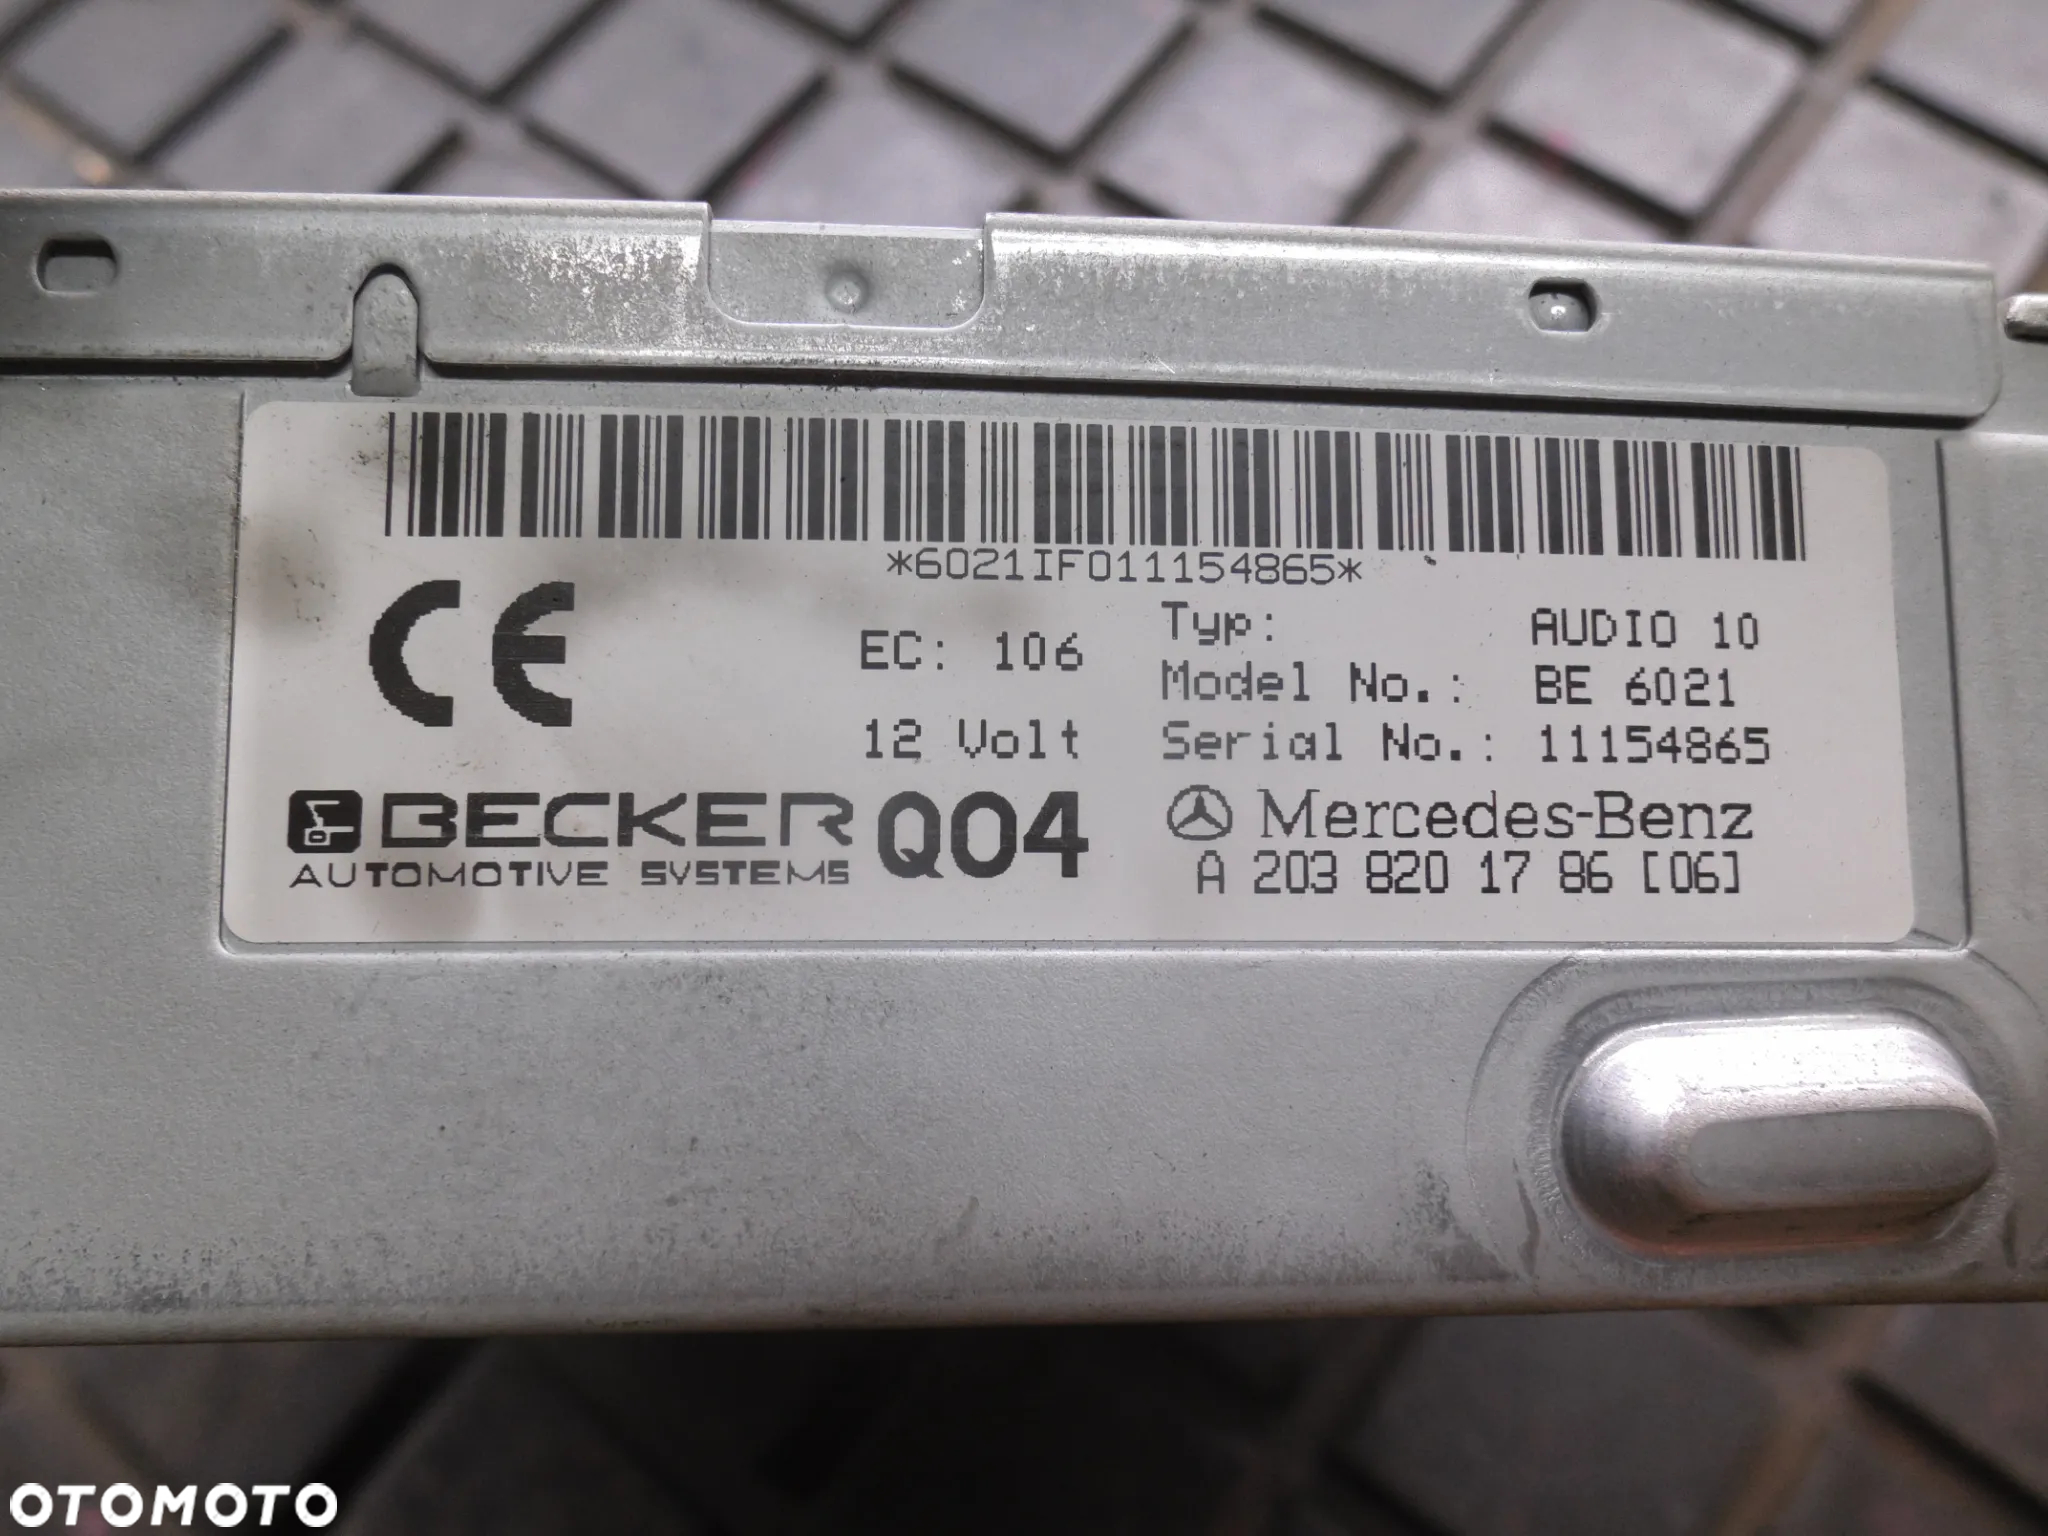 *6021IF011154865*
CE
EC: 106
12 Volt
Typ: AUDIO 10
Model No.: BE 6021
Serial No.: 11154865
BECKER
AUTOMOTIVE SYSTEMS
Q04
Mercedes-Benz
A 203 820 17 86 [06]
OTOMOTO